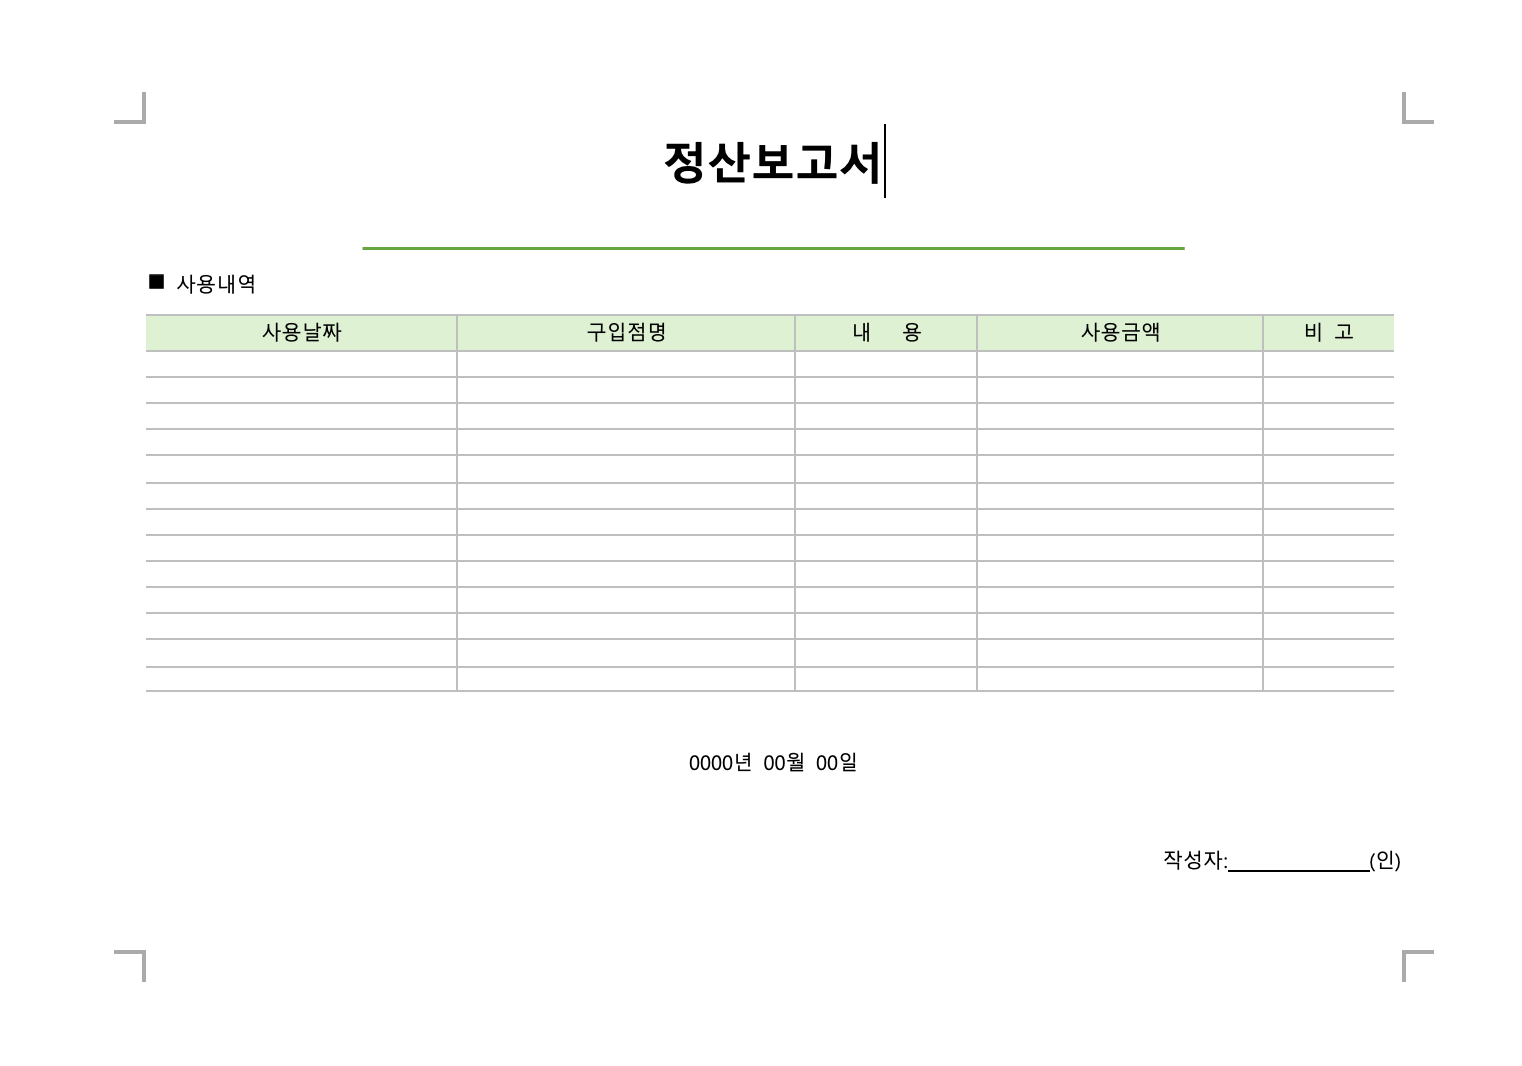 정산보고서
■ 사용내역
사용날짜 구입점명 내 용 사용금액 비 고
0000년 00월 00일
작성자:____________(인)